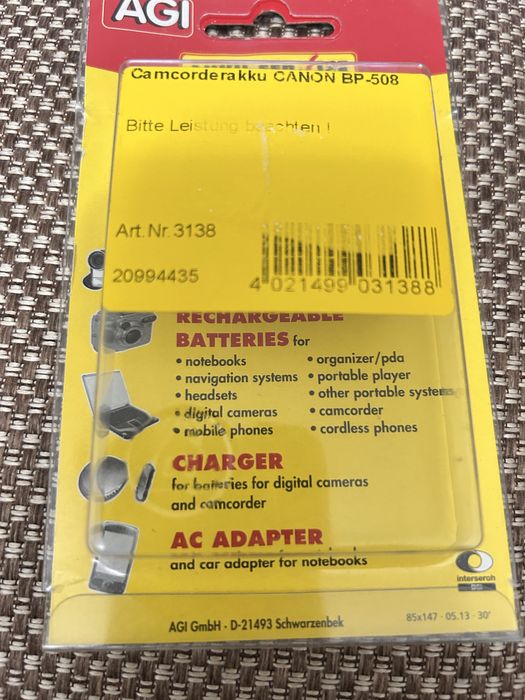 AGI
Camcorderakku CANON BP-508
Bitte Leistung beachten !
Art.Nr. 3138
20994435
4 021499 031388
RECHARGEABLE
BATTERIES for
• notebooks
• navigation systems
• headsets
• digital cameras
• mobile phones
• organizer/pda
• portable player
• other portable systems
• camcorder
• cordless phones
CHARGER
for batteries for digital cameras
and camcorder
AC ADAPTER
and car adapter for notebooks
interseroh
AGI GmbH - D-21493 Schwarzenbek
85x147 - 05.13 - 30'